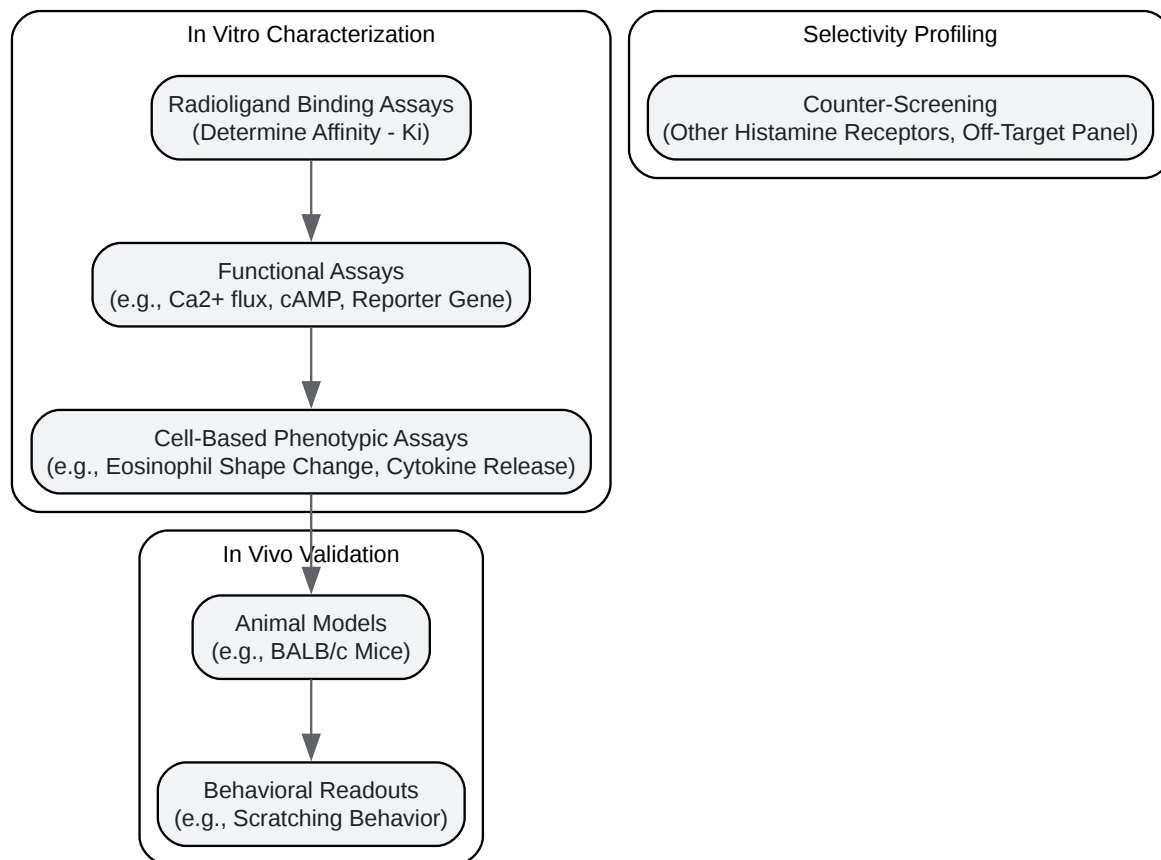 In Vitro Characterization
Radioligand Binding Assays
(Determine Affinity - Ki)
Functional Assays
(e.g., Ca2+ flux, cAMP, Reporter Gene)
Cell-Based Phenotypic Assays
(e.g., Eosinophil Shape Change, Cytokine Release)
In Vivo Validation
Animal Models
(e.g., BALB/c Mice)
Behavioral Readouts
(e.g., Scratching Behavior)
Selectivity Profiling
Counter-Screening
(Other Histamine Receptors, Off-Target Panel)